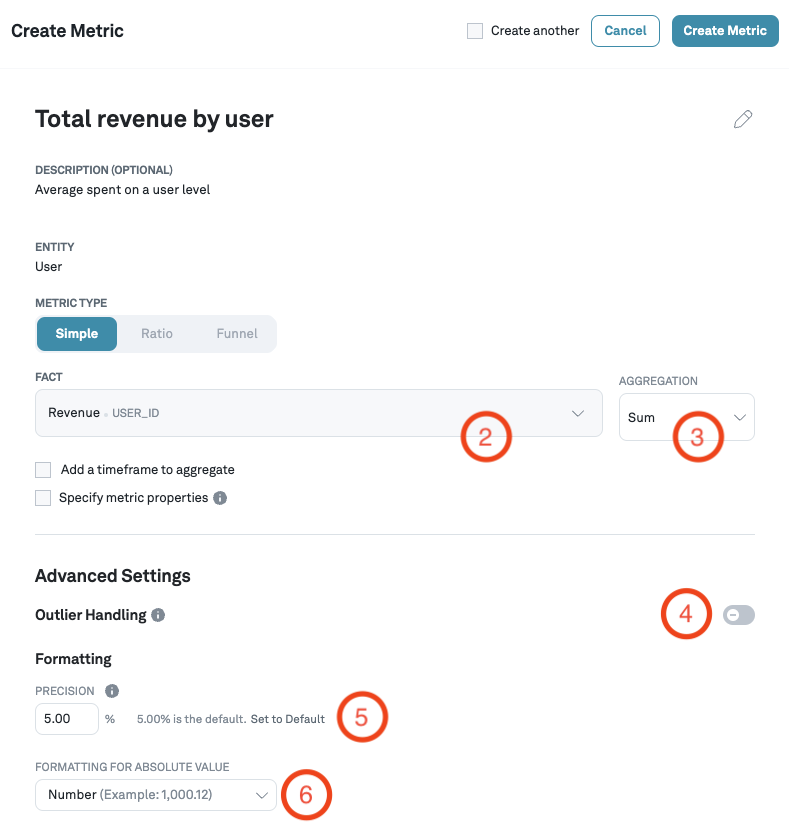 Create Metric
Create another
Cancel
Create Metric
Total revenue by user
DESCRIPTION (OPTIONAL)
Average spent on a user level
ENTITY
User
METRIC TYPE
Simple Ratio Funnel
FACT
AGGREGATION
Revenue USER_ID
Sum
2
3
Add a timeframe to aggregate
Specify metric properties
Advanced Settings
Outlier Handling
4
Formatting
PRECISION
5.00 % 5.00% is the default. Set to Default
5
FORMATTING FOR ABSOLUTE VALUE
Number (Example: 1,000.12)
6